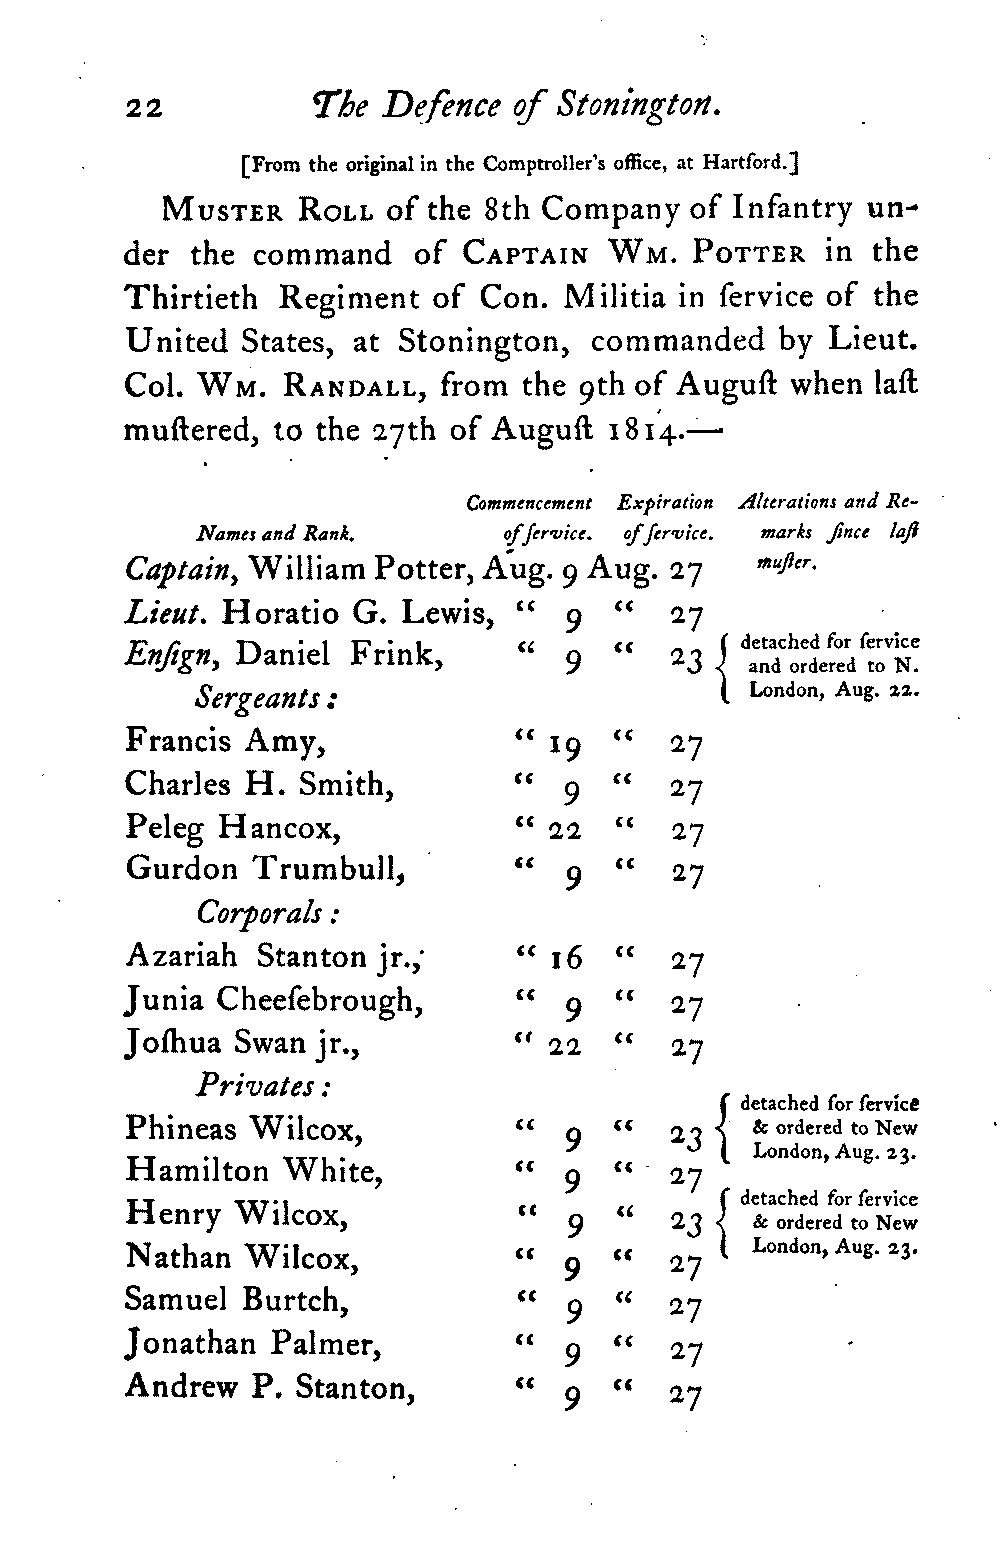 22 The Defence of Stonington.
[From the original in the Comptroller's office, at Hartford.]
MUSTER ROLL of the 8th Company of Infantry un-
der the command of CAPTAIN WM. POTTER in the
Thirtieth Regiment of Con. Militia in ſervice of the
United States, at Stonington, commanded by Lieut.
Col. WM. RANDALL, from the 9th of Auguſt when laſt
muſtered, to the 27th of Auguſt 1814.—
Commencement Expiration Alterations and Re-
Names and Rank. of ſervice. of ſervice. marks ſince laſt
Captain, William Potter, Aug. 9 Aug. 27 muſter.
Lieut. Horatio G. Lewis, " 9 " 27
Enſign, Daniel Frink, " 9 " 23 { detached for ſervice
and ordered to N.
London, Aug. 22.
Sergeants:
Francis Amy, " 19 " 27
Charles H. Smith, " 9 " 27
Peleg Hancox, " 22 " 27
Gurdon Trumbull, " 9 " 27
Corporals:
Azariah Stanton jr., " 16 " 27
Junia Cheeſebrough, " 9 " 27
Joſhua Swan jr., " 22 " 27
Privates:
Phineas Wilcox, " 9 " 23 { detached for ſervice
& ordered to New
London, Aug. 23.
Hamilton White, " 9 " 27
Henry Wilcox, " 9 " 23 { detached for ſervice
& ordered to New
London, Aug. 23.
Nathan Wilcox, " 9 " 27
Samuel Burtch, " 9 " 27
Jonathan Palmer, " 9 " 27
Andrew P. Stanton, " 9 " 27